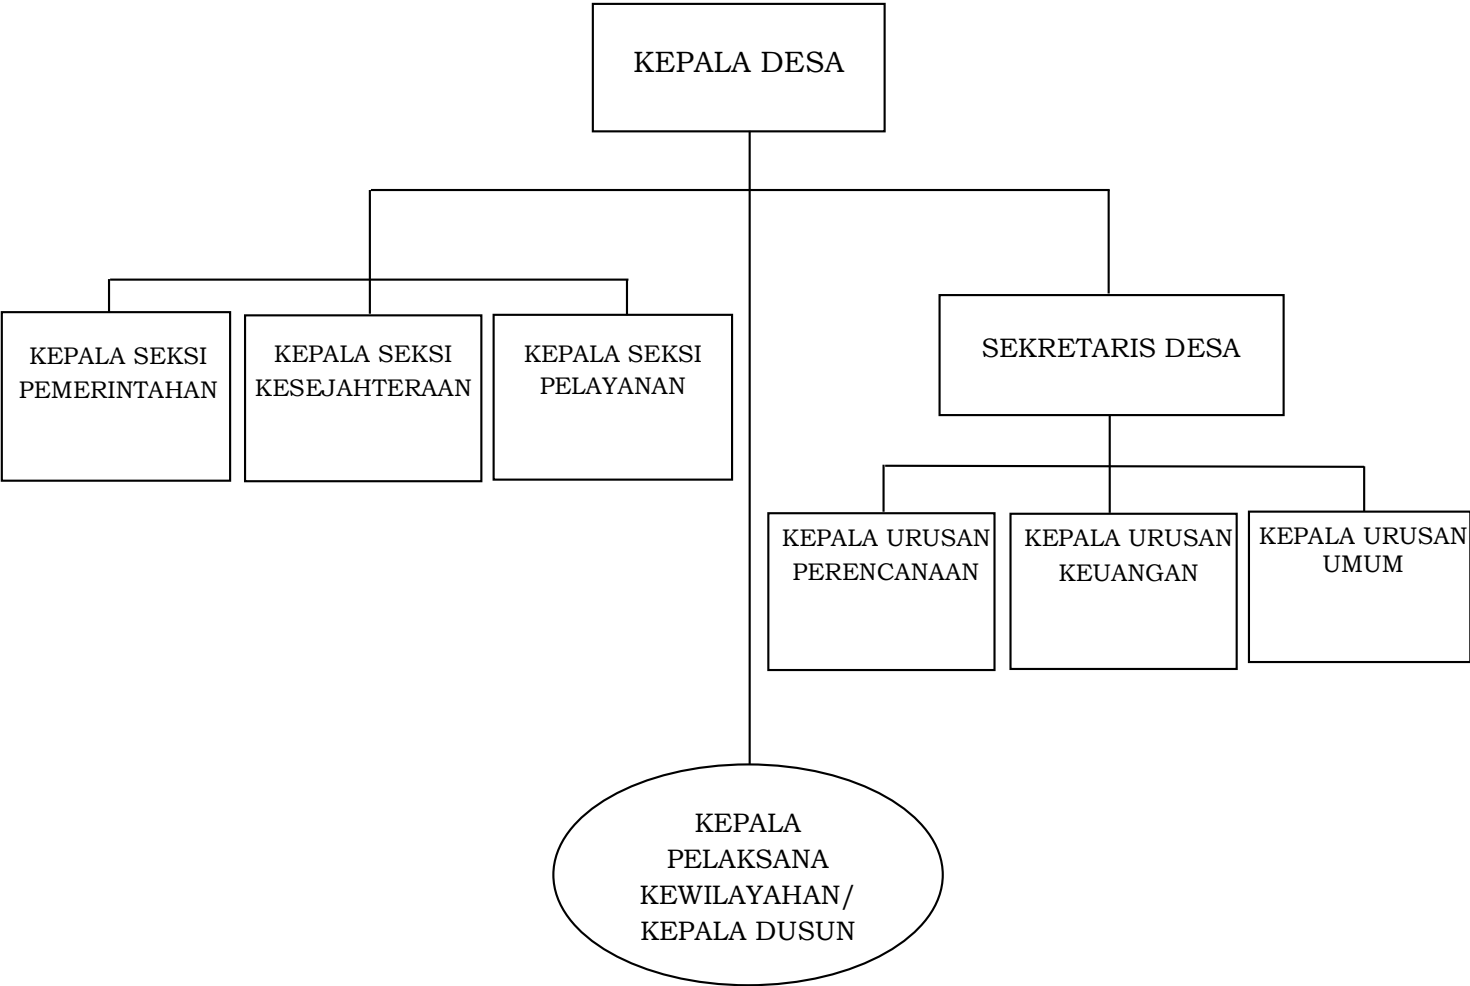 KEPALA DESA
KEPALA SEKSI
PEMERINTAHAN
KEPALA SEKSI
KESEJAHTERAAN
KEPALA SEKSI
PELAYANAN
SEKRETARIS DESA
KEPALA URUSAN
PERENCANAAN
KEPALA URUSAN
KEUANGAN
KEPALA URUSAN
UMUM
KEPALA
PELAKSANA
KEWILAYAHAN/
KEPALA DUSUN